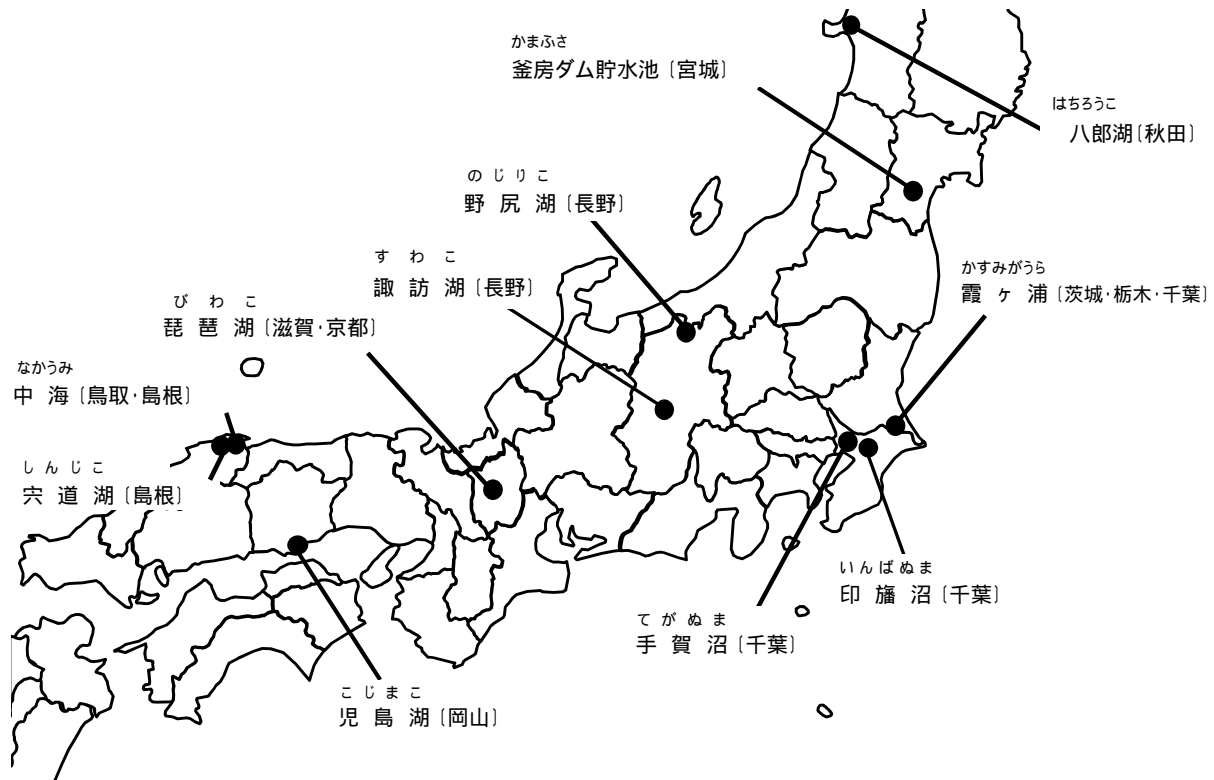 かまふさ
釜房ダム貯水池〔宮城〕
はちろうこ
八郎湖〔秋田〕
のじりこ
野尻湖〔長野〕
すわこ
諏訪湖〔長野〕
かすみがうら
霞ヶ浦〔茨城・栃木・千葉〕
びわこ
琵琶湖〔滋賀・京都〕
なかうみ
中海〔鳥取・島根〕
しんじこ
宍道湖〔島根〕
いんばぬま
印旛沼〔千葉〕
てがぬま
手賀沼〔千葉〕
こじまこ
児島湖〔岡山〕